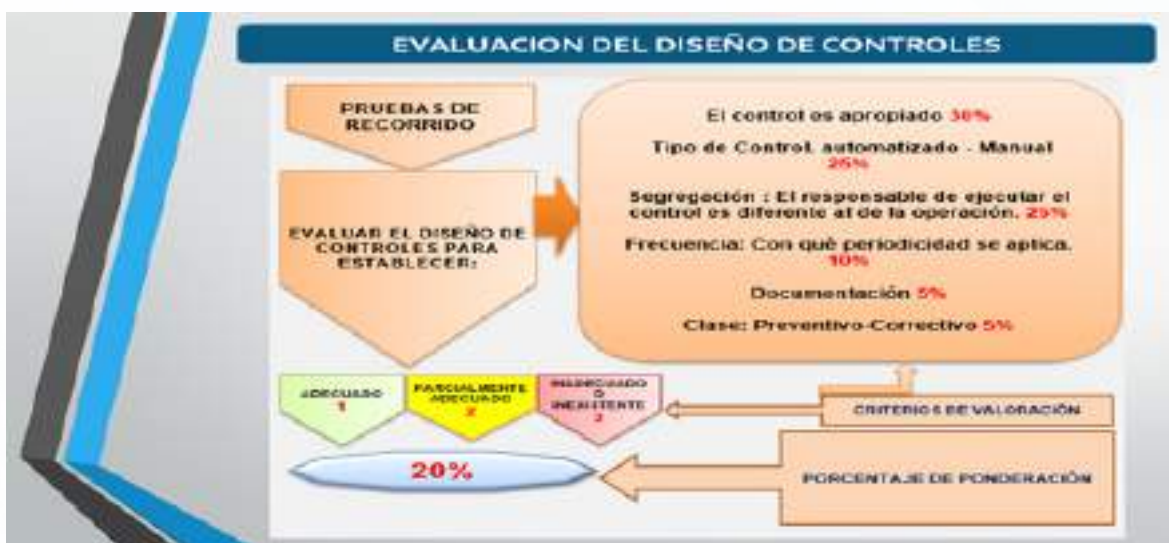 EVALUACION DEL DISEÑO DE CONTROLES
PRUEBAS DE
RECORRIDO
El control es apropiado 30%
Tipo de Control. automatizado - Manual
25%
Segregación : El responsable de ejecutar el
control es diferente al de la operación. 25%
Frecuencia: Con qué periodicidad se aplica.
10%
Documentación 5%
Clase: Preventivo-Correctivo 5%
EVALUAR EL DISEÑO DE
CONTROLES PARA
ESTABLECER:
ADECUADO
1
PARCIALMENTE
ADECUADO
2
INADECUADO
O
INEXISTENTE
3
CRITERIOS DE VALORACIÓN
20%
PORCENTAJE DE PONDERACIÓN